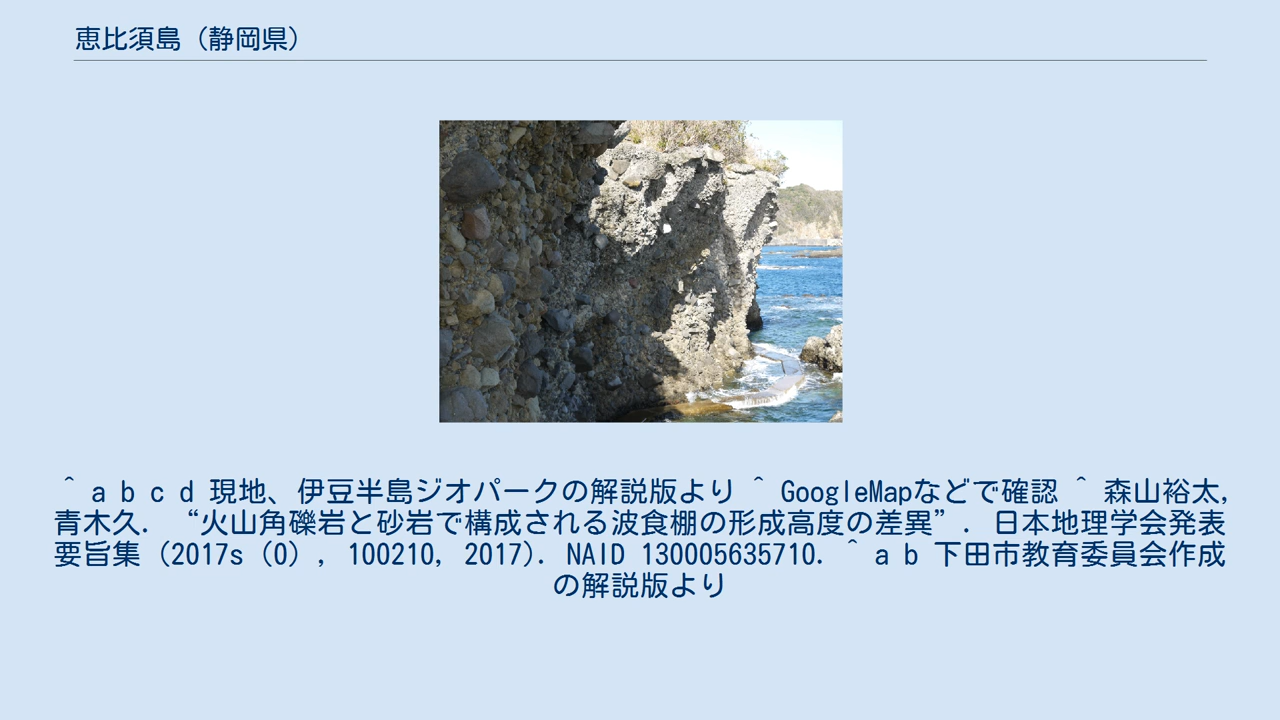 恵比須島（静岡県）
^ a b c d 現地、伊豆半島ジオパークの解説版より ^ GoogleMapなどで確認 ^ 森山裕太,
青木久. “火山角礫岩と砂岩で構成される波食棚の形成高度の差異”. 日本地理学会発表
要旨集 (2017s (0), 100210, 2017). NAID 130005635710. ^ a b 下田市教育委員会作成
の解説版より